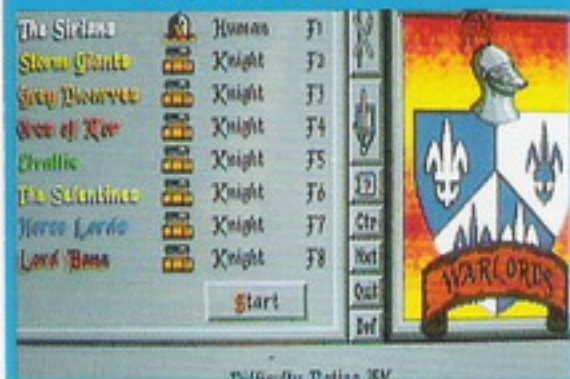 The Sirians Human F1
Storm Giants Knight F2
Grey Dwarves Knight F3
Orcs of Kor Knight F4
Elvallie Knight F5
The Selentines Knight F6
Horse Lords Knight F7
Lord Bane Knight F8
Start
Ctr
Nxt
Quit
Def
WARLORDS
Difficulty Rating